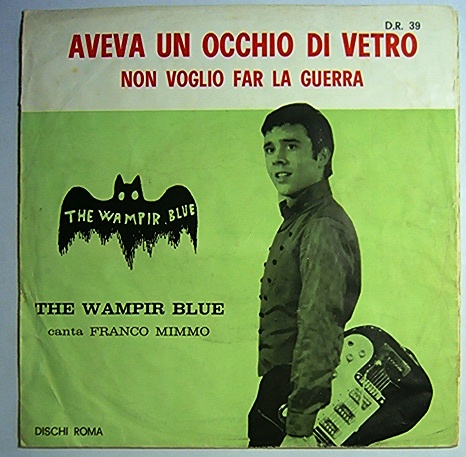 D.R. 39
AVEVA UN OCCHIO DI VETRO
NON VOGLIO FAR LA GUERRA
THE WAMPIR BLUE
THE WAMPIR BLUE
canta FRANCO MIMMO
DISCHI ROMA